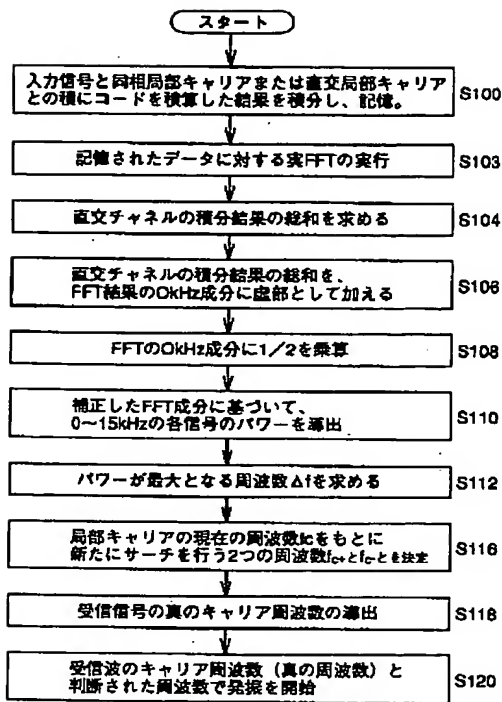 スタート
入力信号と同相局部キャリアまたは直交局部キャリア
との積にコードを積算した結果を積分し、記憶。
S100
記憶されたデータに対する実FFTの実行
S103
直交チャネルの積分結果の総和を求める
S104
直交チャネルの積分結果の総和を、
FFT結果の0kHz成分に虚部として加える
S106
FFTの0kHz成分に1/2を乗算
S108
補正したFFT成分に基づいて、
0〜15kHzの各信号のパワーを導出
S110
パワーが最大となる周波数Δfを求める
S112
局部キャリアの現在の周波数fcをもとに
新たにサーチを行う2つの周波数fc+とfc-とを決定
S116
受信信号の真のキャリア周波数の導出
S118
受信波のキャリア周波数(真の周波数)と
判断された周波数で発振を開始
S120